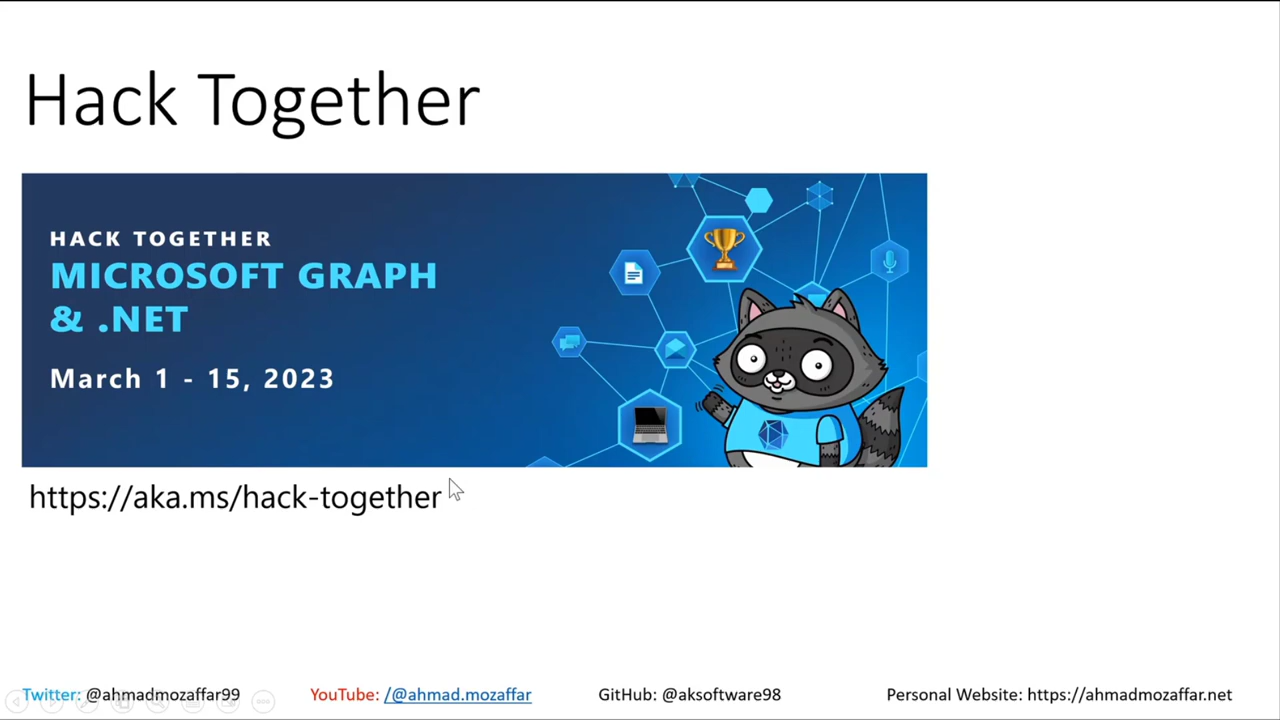 Hack Together
HACK TOGETHER
MICROSOFT GRAPH
& .NET
March 1 - 15, 2023
https://aka.ms/hack-together
Twitter: @ahmadmozaffar99 YouTube: /@ahmad.mozaffar GitHub: @aksoftware98 Personal Website: https://ahmadmozaffar.net